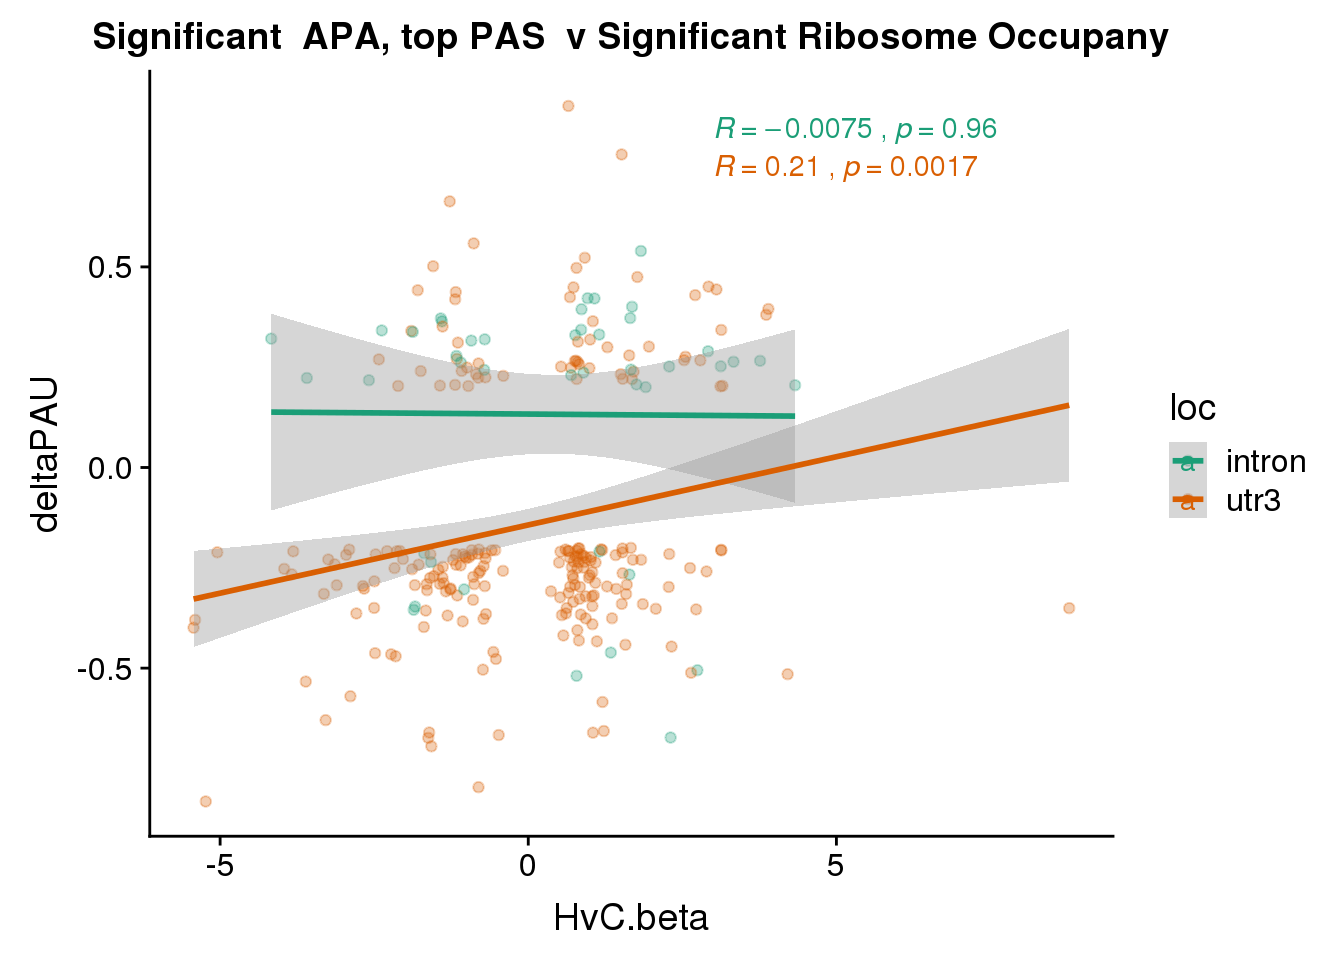 Significant  APA, top PAS  v Significant Ribosome Occupany
R = −0.0075 , p = 0.96
R = 0.21 , p = 0.0017
0.5
0.0
-0.5
deltaPAU
-5
0
5
HvC.beta
loc
a intron
a utr3